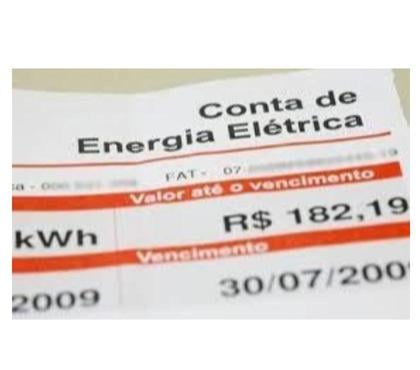 Conta de
Energia Elétrica
FAT- 07
Valor até o vencimento
kWh R$ 182,19
Vencimento
2009 30/07/200